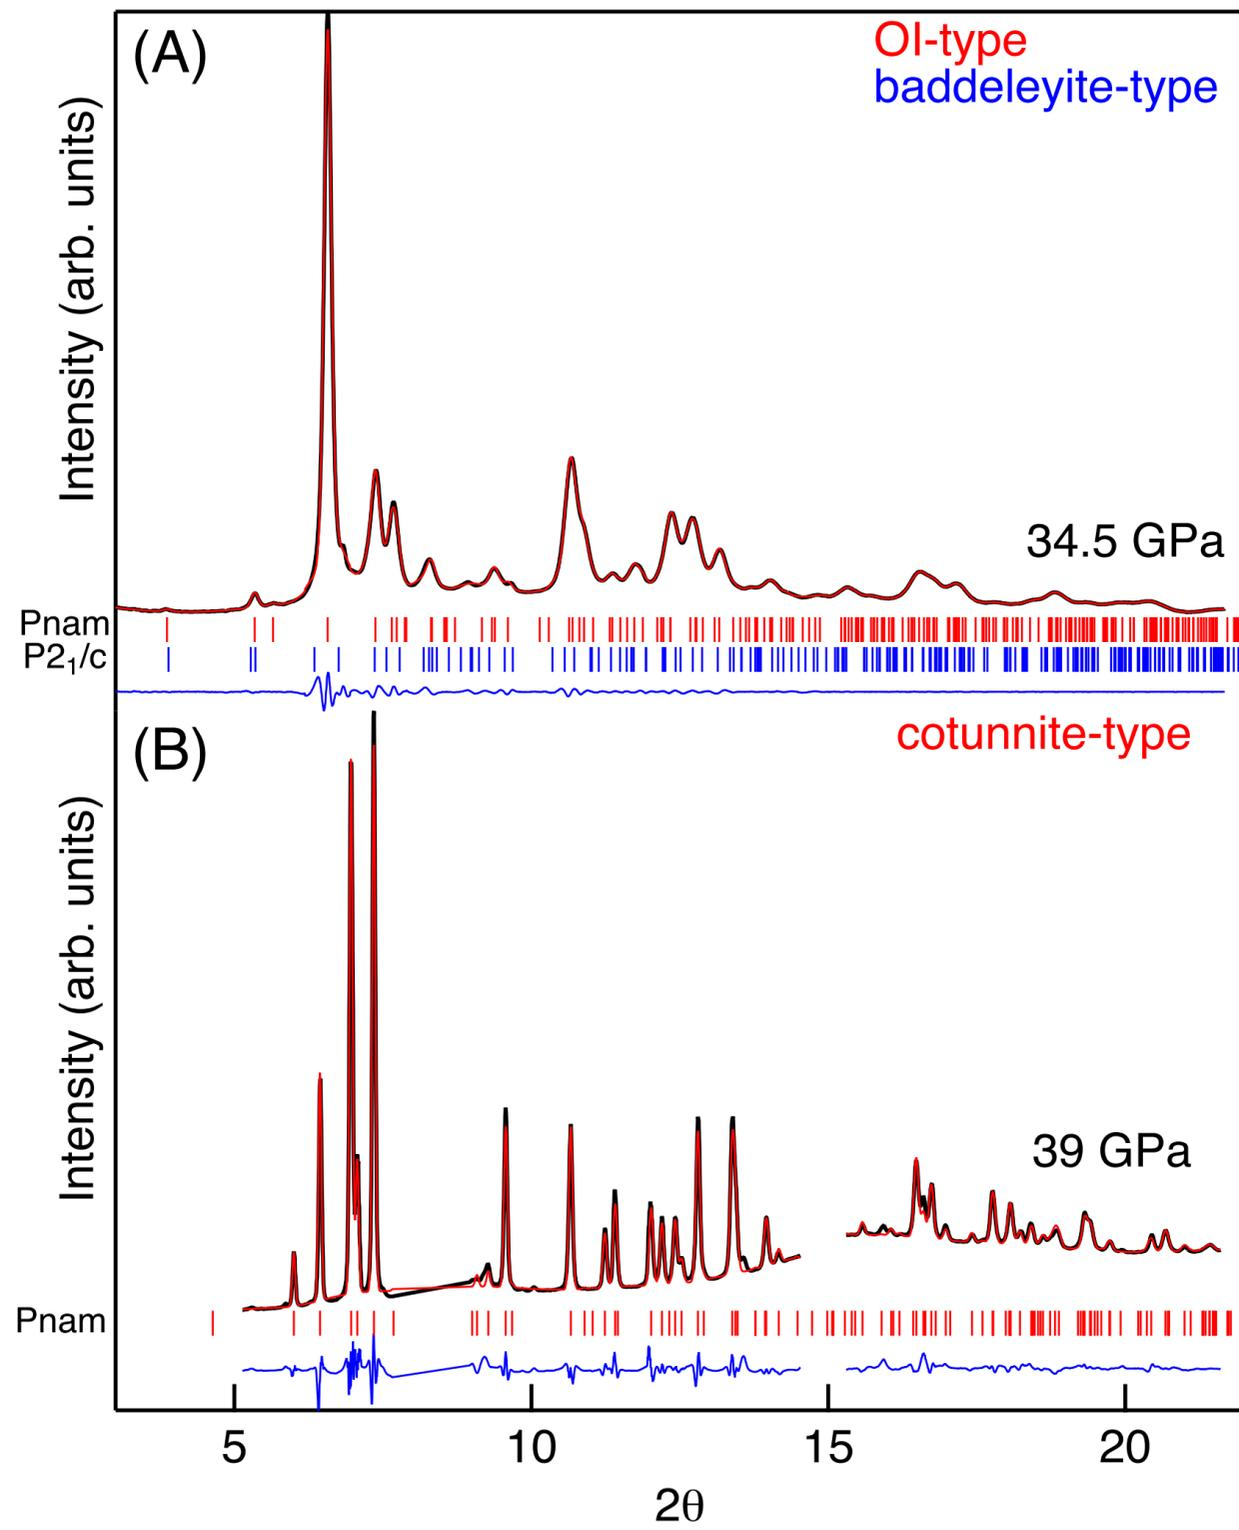 (A)
OI-type
baddeleyite-type
Intensity (arb. units)
34.5 GPa
Pnam
P2₁/c
(B)
cotunnite-type
Intensity (arb. units)
39 GPa
Pnam
5 10 15 20
2θ